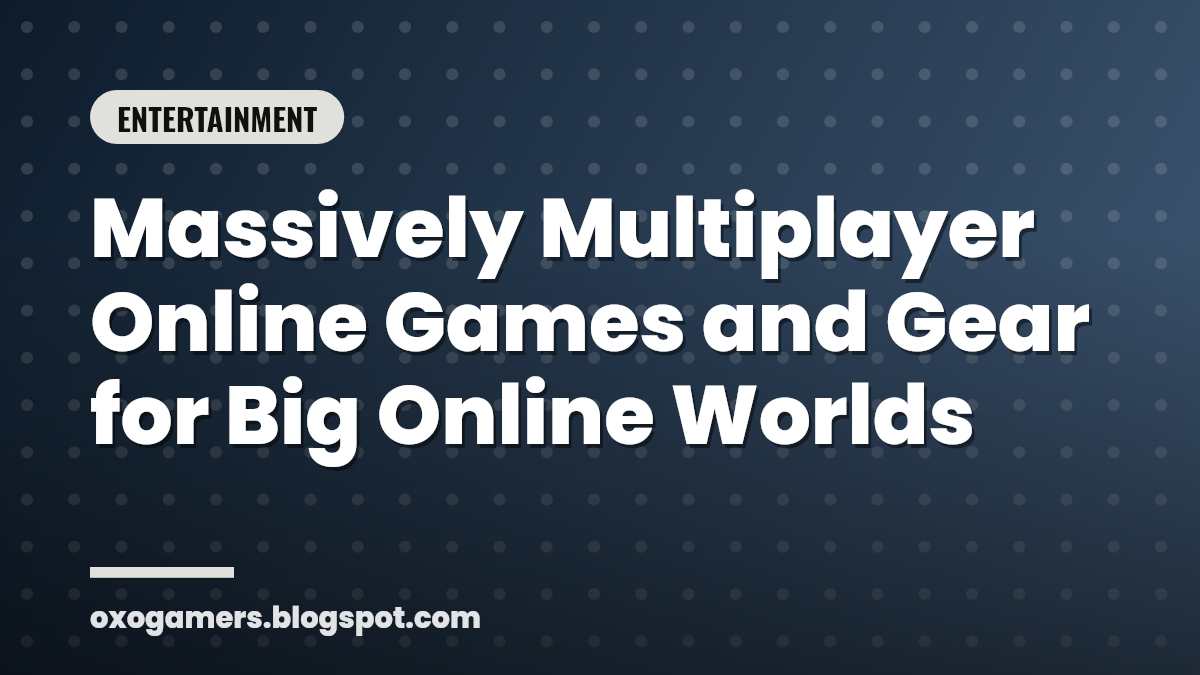 ENTERTAINMENT
Massively Multiplayer
Online Games and Gear
for Big Online Worlds
oxogamers.blogspot.com